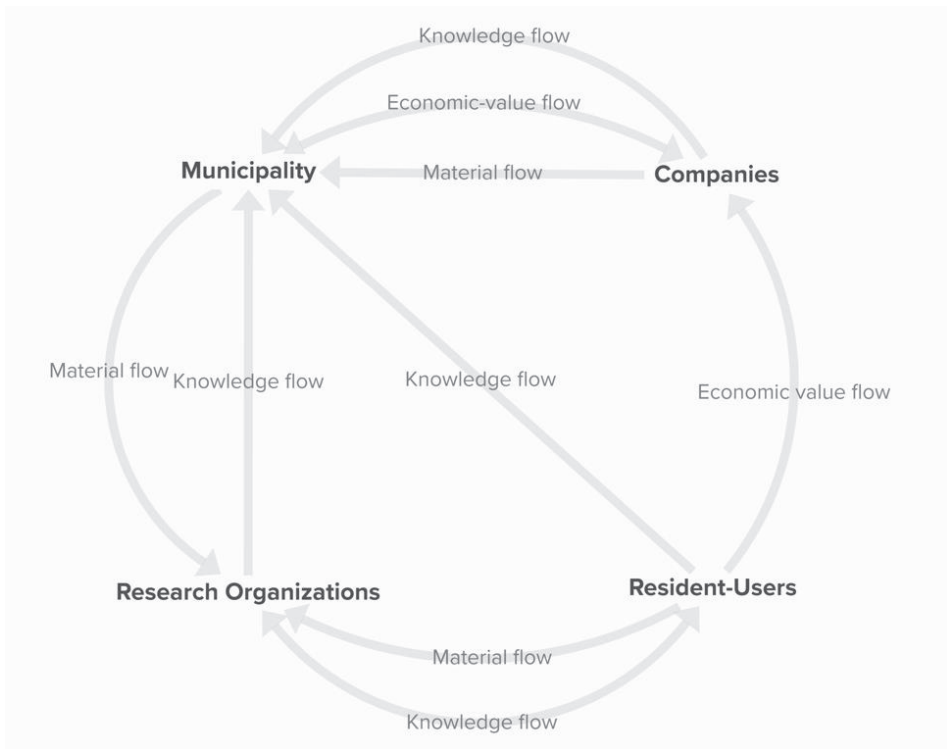 Knowledge flow
Economic-value flow
Municipality
Material flow
Companies
Material flow
Knowledge flow
Knowledge flow
Economic value flow
Research Organizations
Resident-Users
Material flow
Knowledge flow